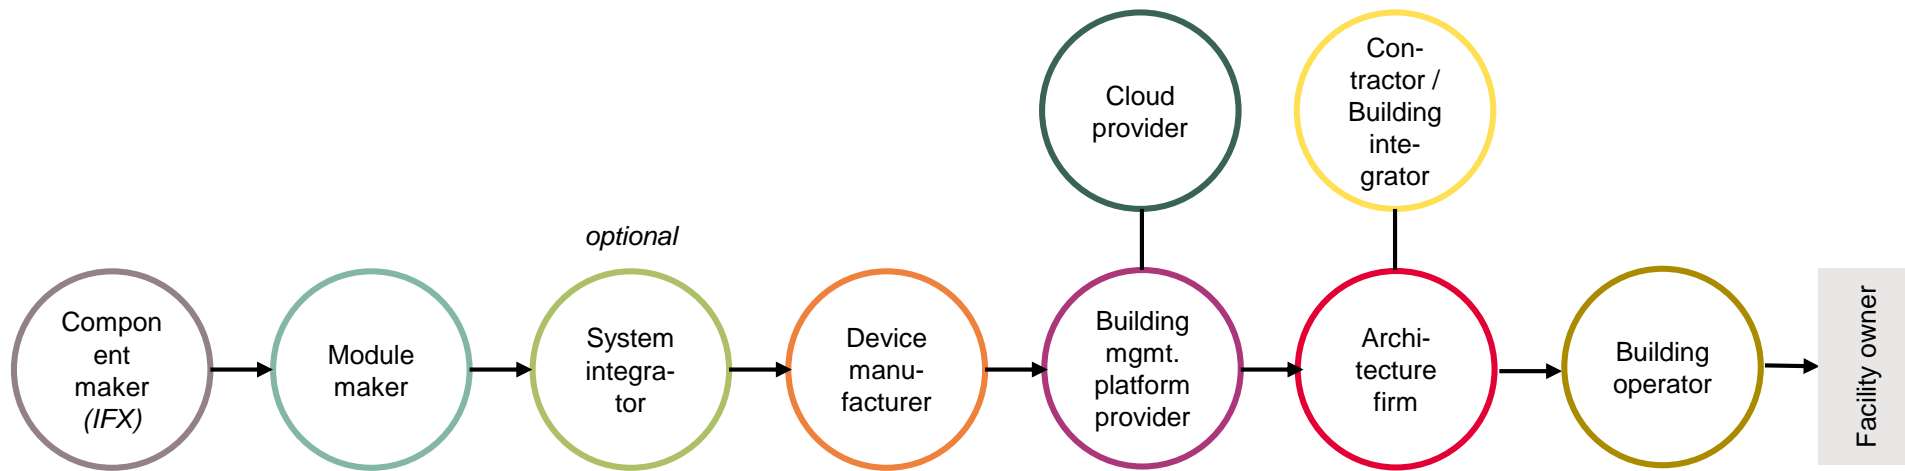 Cloud
provider
Con-
tractor /
Building
inte-
grator
optional
Compon
ent
maker
(IFX)
Module
maker
System
integra-
tor
Device
manu-
facturer
Building
mgmt.
platform
provider
Archi-
tecture
firm
Building
operator
Facility owner